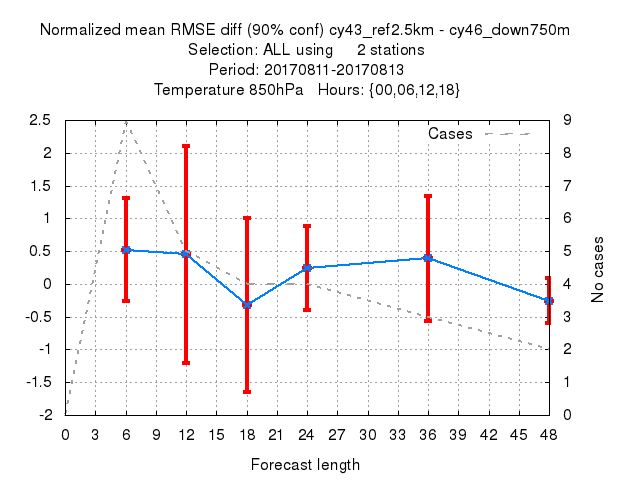 Normalized mean RMSE diff (90% conf) cy43_ref2.5km - cy46_down750m
Selection: ALL using     2 stations
Period: 20170811-20170813
Temperature 850hPa   Hours: {00,06,12,18}
Cases
2.5
2
1.5
1
0.5
0
-0.5
-1
-1.5
-2
9
8
7
6
5
4
3
2
1
0
No cases
0 3 6 9 12 15 18 21 24 27 30 33 36 39 42 45 48
Forecast length